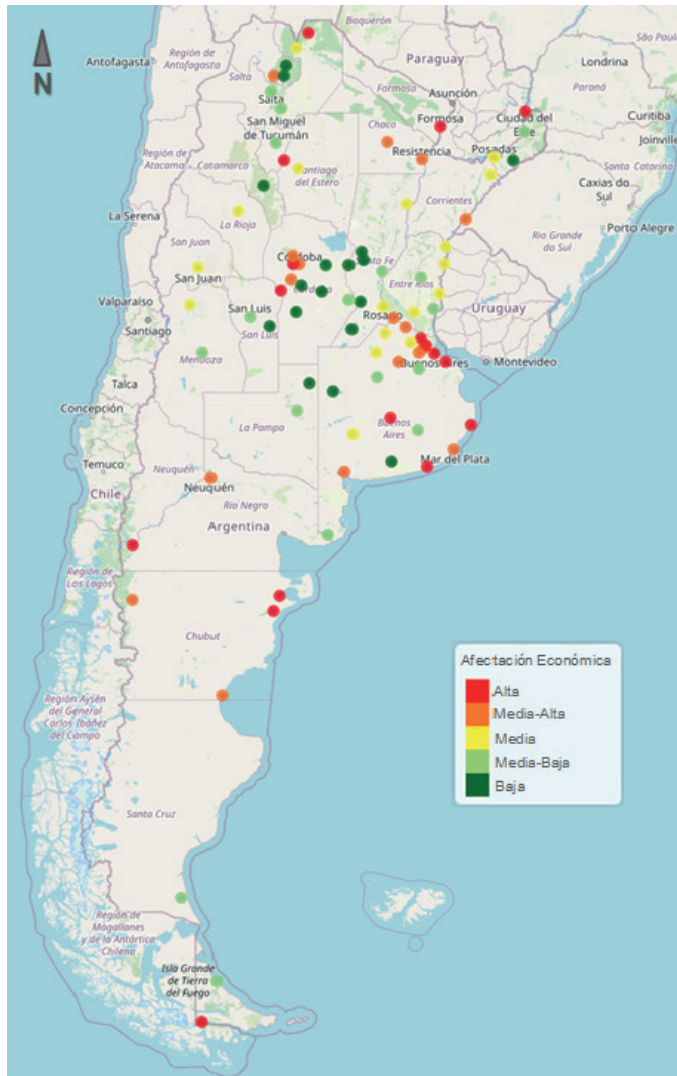 Boquerón
São Paulo
Antofagasta
Región de
Antofagasta
Paraguay
Londrina
N
Salta
Formosa
Asunción
Paraná
Salta
San Miguel
de Tucumán
Formosa
Ciudad del
Este
Curitiba
Joinville
Chaco
Resistencia
Posadas
Región de
Atacama
Catamarca
Santiago
del Estero
Santa Catarina
Corrientes
Caxias do
Sul
La Serena
La Rioja
Porto Alegre
Rio Grande
do Sul
San Juan
Córdoba
Santa Fe
San Juan
Córdoba
Entre Ríos
Valparaíso
San Luis
Rosario
Uruguay
Santiago
San Luis
Mendoza
Buenos Aires
Montevideo
Talca
Concepción
La Pampa
Buenos
Aires
Temuco
Neuquén
Mar del Plata
Chile
Neuquén
Río Negro
Argentina
Región de
Los Lagos
Chubut
Afectación Económica
Alta
Media-Alta
Media
Media-Baja
Baja
Región Aysén
del General
Carlos Ibáñez
del Campo
Santa Cruz
Región de
Magallanes
y de la Antártica
Chilena
Isla Grande
de Tierra
del Fuego